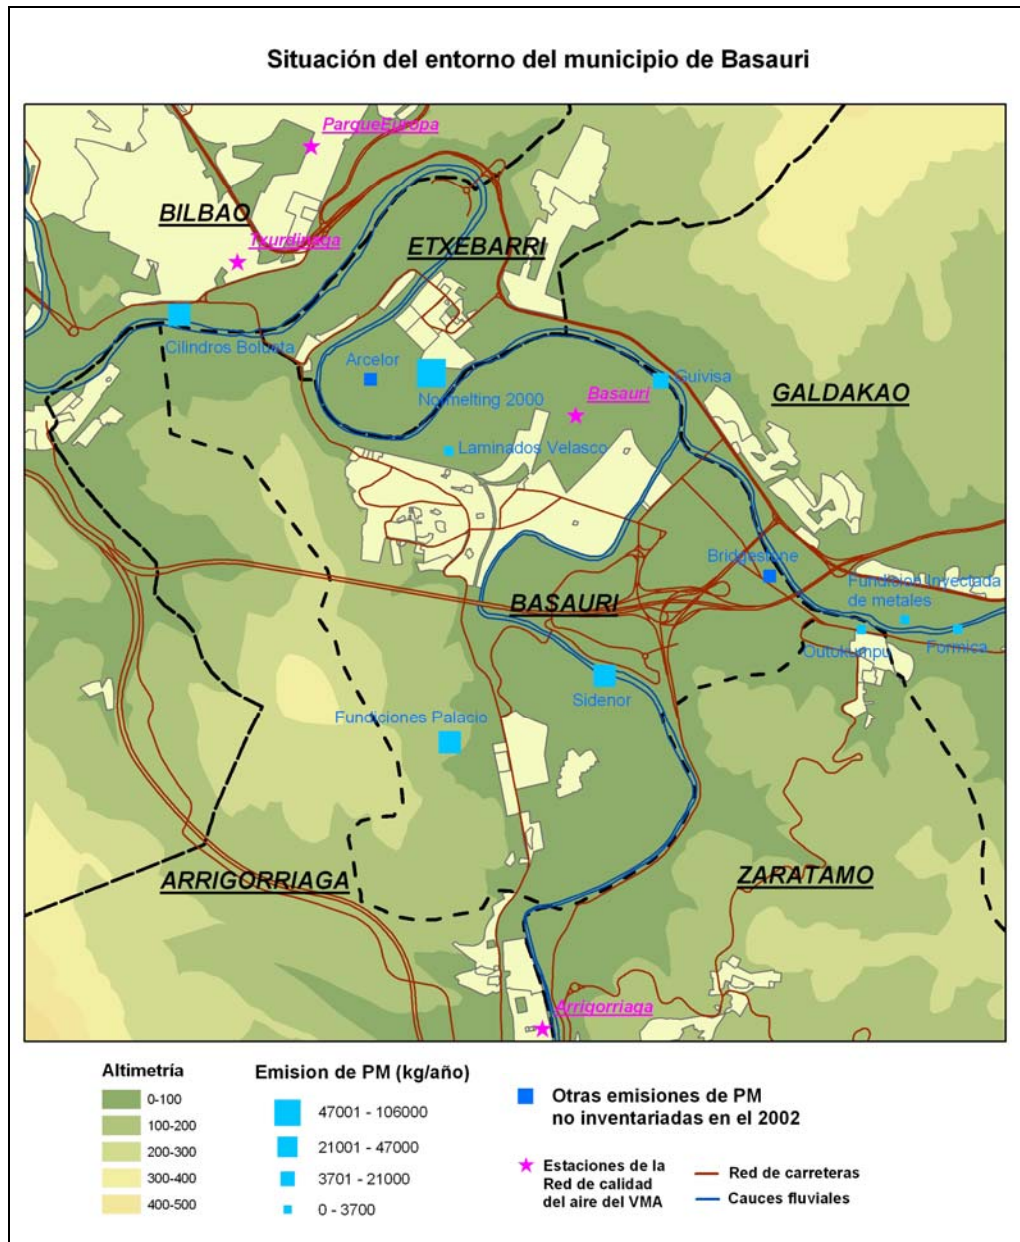 Situación del entorno del municipio de Basauri
ParqueEuropa
BILBAO
Txurdinaga
ETXEBARRI
Cilindros Bolueta
Arcelor
Normelting 2000
Basauri
Guivisa
GALDAKAO
Laminados Velasco
Bridgestone
Fundicion Inyectada
de metales
BASAURI
Outokumpu
Formica
Sidenor
Fundiciones Palacio
ARRIGORRIAGA
ZARATAMO
Arrigorriaga
Altimetría
0-100
100-200
200-300
300-400
400-500
Emision de PM (kg/año)
47001 - 106000
21001 - 47000
3701 - 21000
0 - 3700
Otras emisiones de PM
no inventariadas en el 2002
Estaciones de la
Red de calidad
del aire del VMA
Red de carreteras
Cauces fluviales